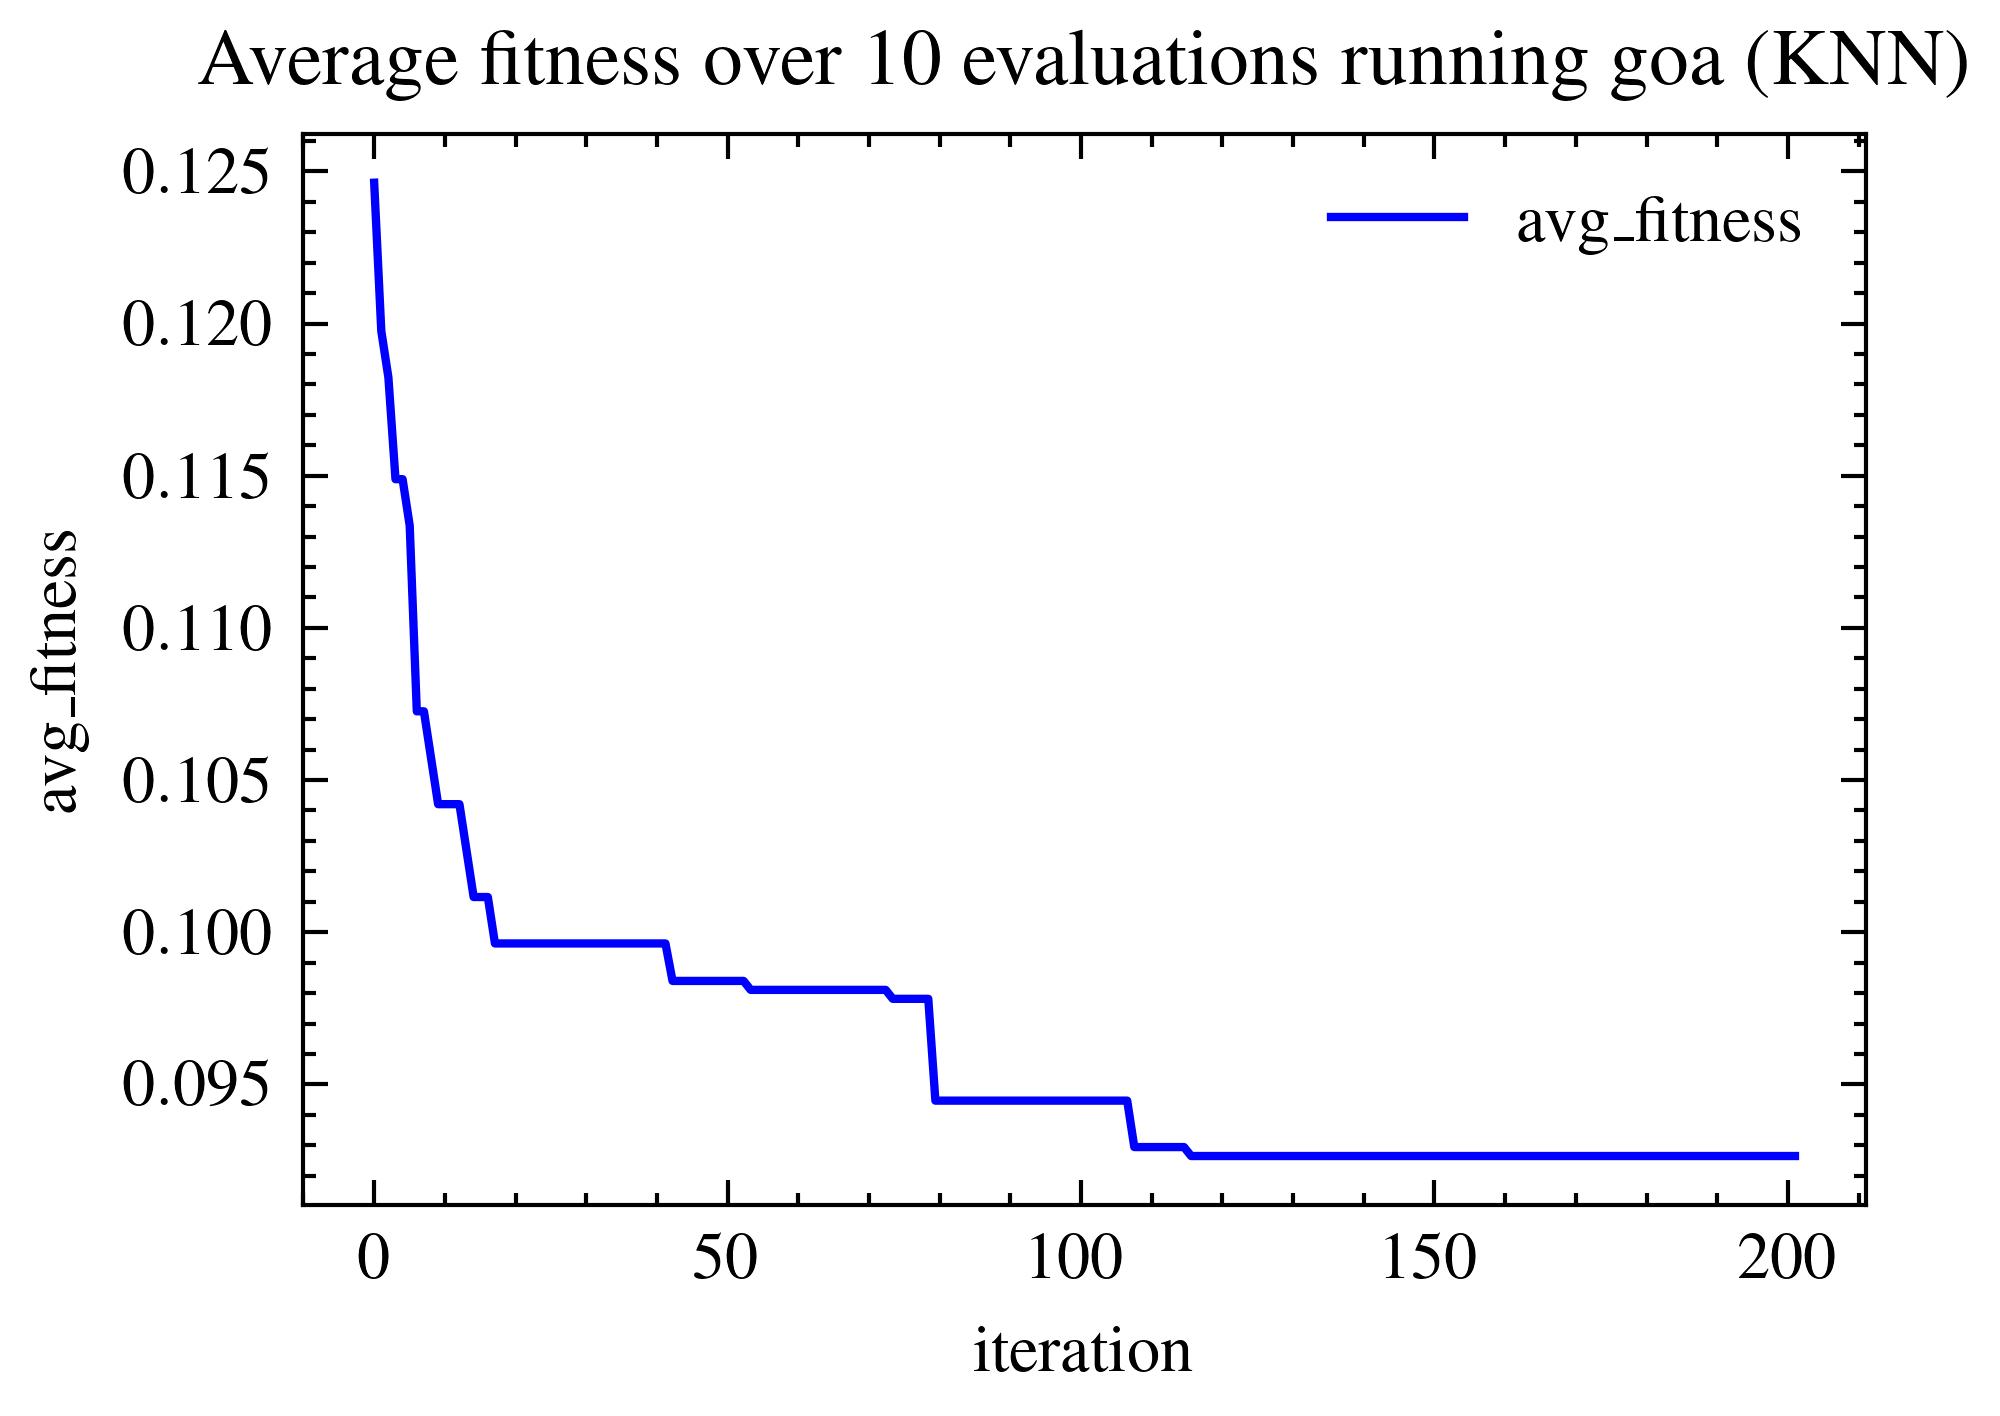 Average fitness over 10 evaluations running goa (KNN)
avg_fitness
0.125
0.120
0.115
0.110
0.105
0.100
0.095
avg_fitness
0 50 100 150 200
iteration